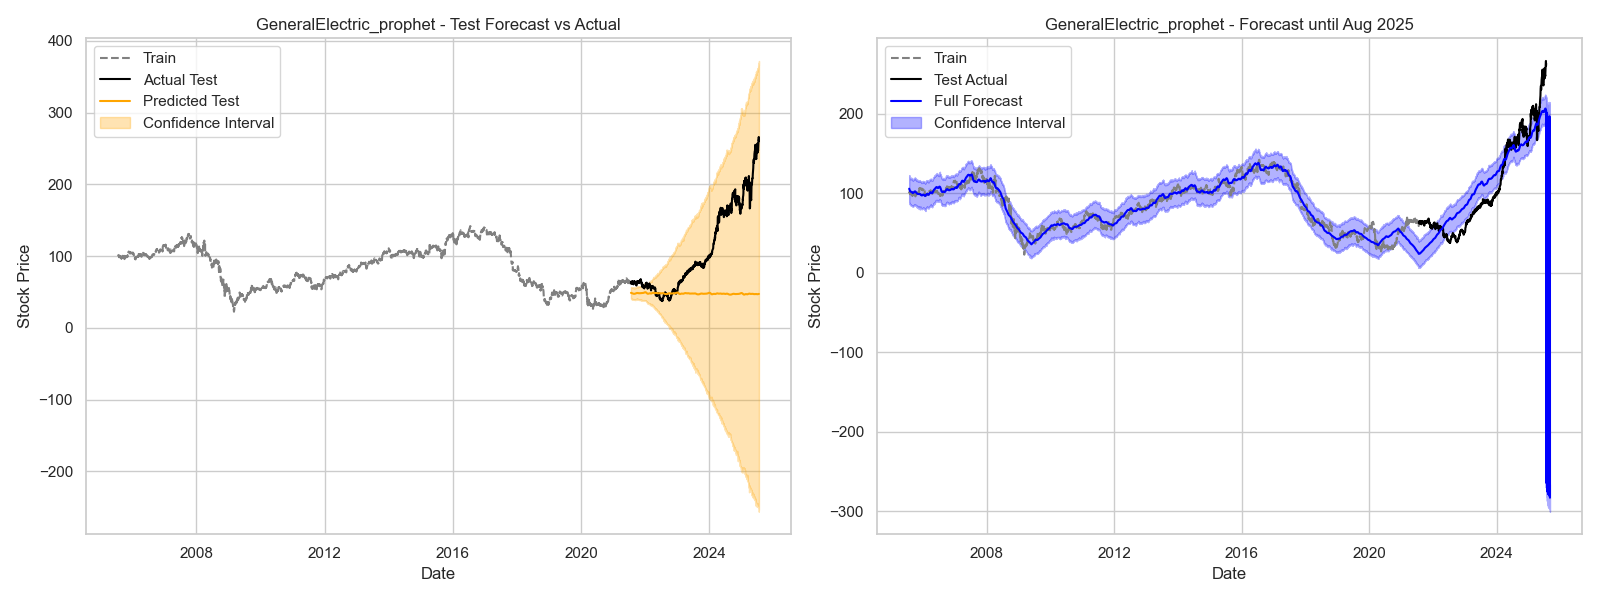 GeneralElectric_prophet - Test Forecast vs Actual
400
300
200
100
0
−100
−200
Stock Price
Train
Actual Test
Predicted Test
Confidence Interval
2008
2012
2016
2020
2024
Date
GeneralElectric_prophet - Forecast until Aug 2025
200
100
0
−100
−200
−300
Stock Price
Train
Test Actual
Full Forecast
Confidence Interval
2008
2012
2016
2020
2024
Date